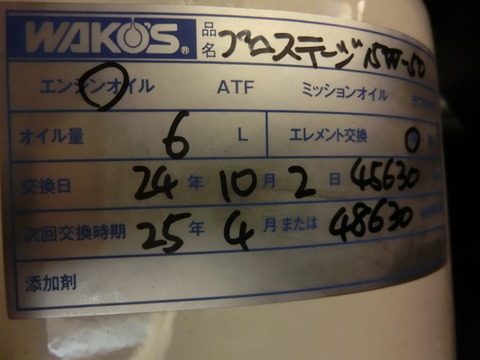 WAKO'S® 品名 プロステージ 15W-50
エンジンオイル ATF ミッションオイル
オイル量 6 L エレメント交換
交換日 24 年 10 月 2 日 45630
次回交換時期 25 年 4 月 または 48630
添加剤